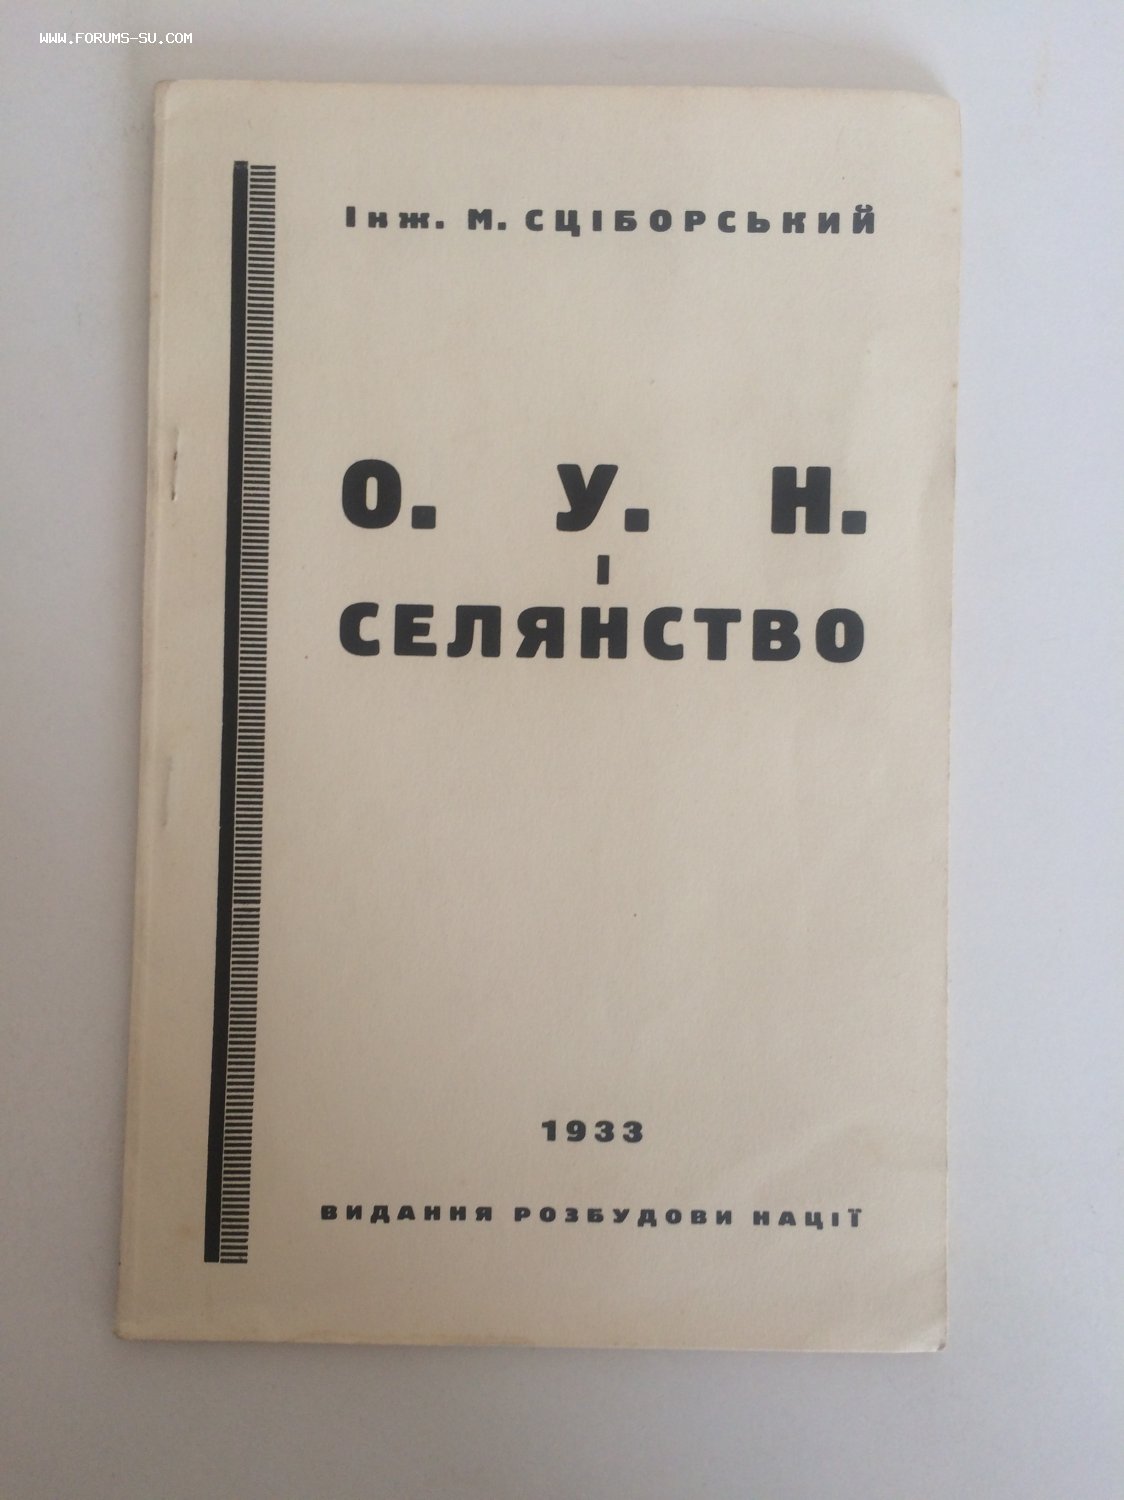 WWW.FORUMS-SU.COM
Інж. М. СЦІБОРСЬКИЙ
О. У. Н.
І
СЕЛЯНСТВО
1933
ВИДАННЯ РОЗБУДОВИ НАЦІЇ